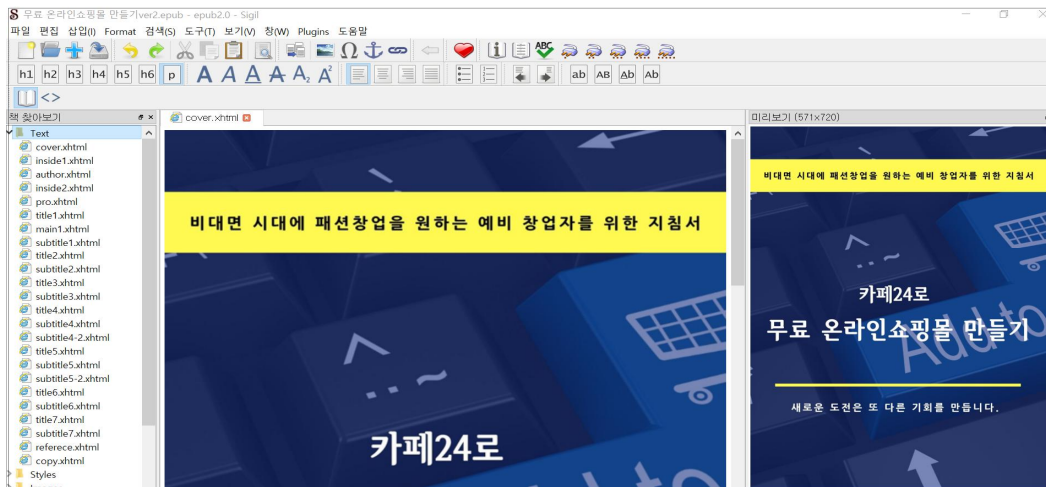 무료 온라인쇼핑몰 만들기ver2.epub - epub2.0 - Sigil
파일 편집 삽입(I) Format 검색(S) 도구(T) 보기(V) 창(W) Plugins 도움말
ABC
h1 h2 h3 h4 h5 h6 p A A A A A₂ A² ab AB Ab Ab
<>
책 찾아보기
Text
cover.xhtml
inside1.xhtml
author.xhtml
inside2.xhtml
pro.xhtml
title1.xhtml
main1.xhtml
subtitle1.xhtml
title2.xhtml
subtitle2.xhtml
title3.xhtml
subtitle3.xhtml
title4.xhtml
subtitle4.xhtml
subtitle4-2.xhtml
title5.xhtml
subtitle5.xhtml
subtitle5-2.xhtml
title6.xhtml
subtitle6.xhtml
title7.xhtml
subtitle7.xhtml
referece.xhtml
copy.xhtml
Styles
cover.xhtml
비대면 시대에 패션창업을 원하는 예비 창업자를 위한 지침서
카페24로
미리보기 (571×720)
비대면 시대에 패션창업을 원하는 예비 창업자를 위한 지침서
카페24로
무료 온라인쇼핑몰 만들기
Add to
새로운 도전은 또 다른 기회를 만듭니다.